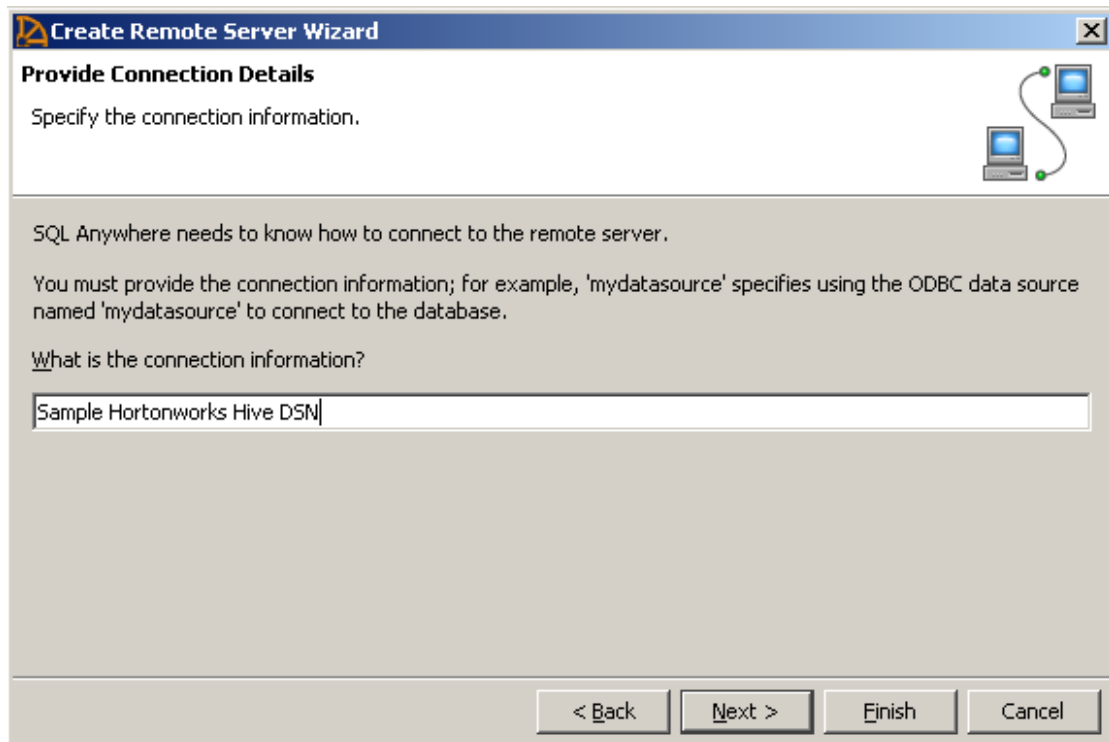 Create Remote Server Wizard
Provide Connection Details
Specify the connection information.
SQL Anywhere needs to know how to connect to the remote server.
You must provide the connection information; for example, 'mydatasource' specifies using the ODBC data source
named 'mydatasource' to connect to the database.
What is the connection information?
Sample Hortonworks Hive DSN
< Back Next > Finish Cancel